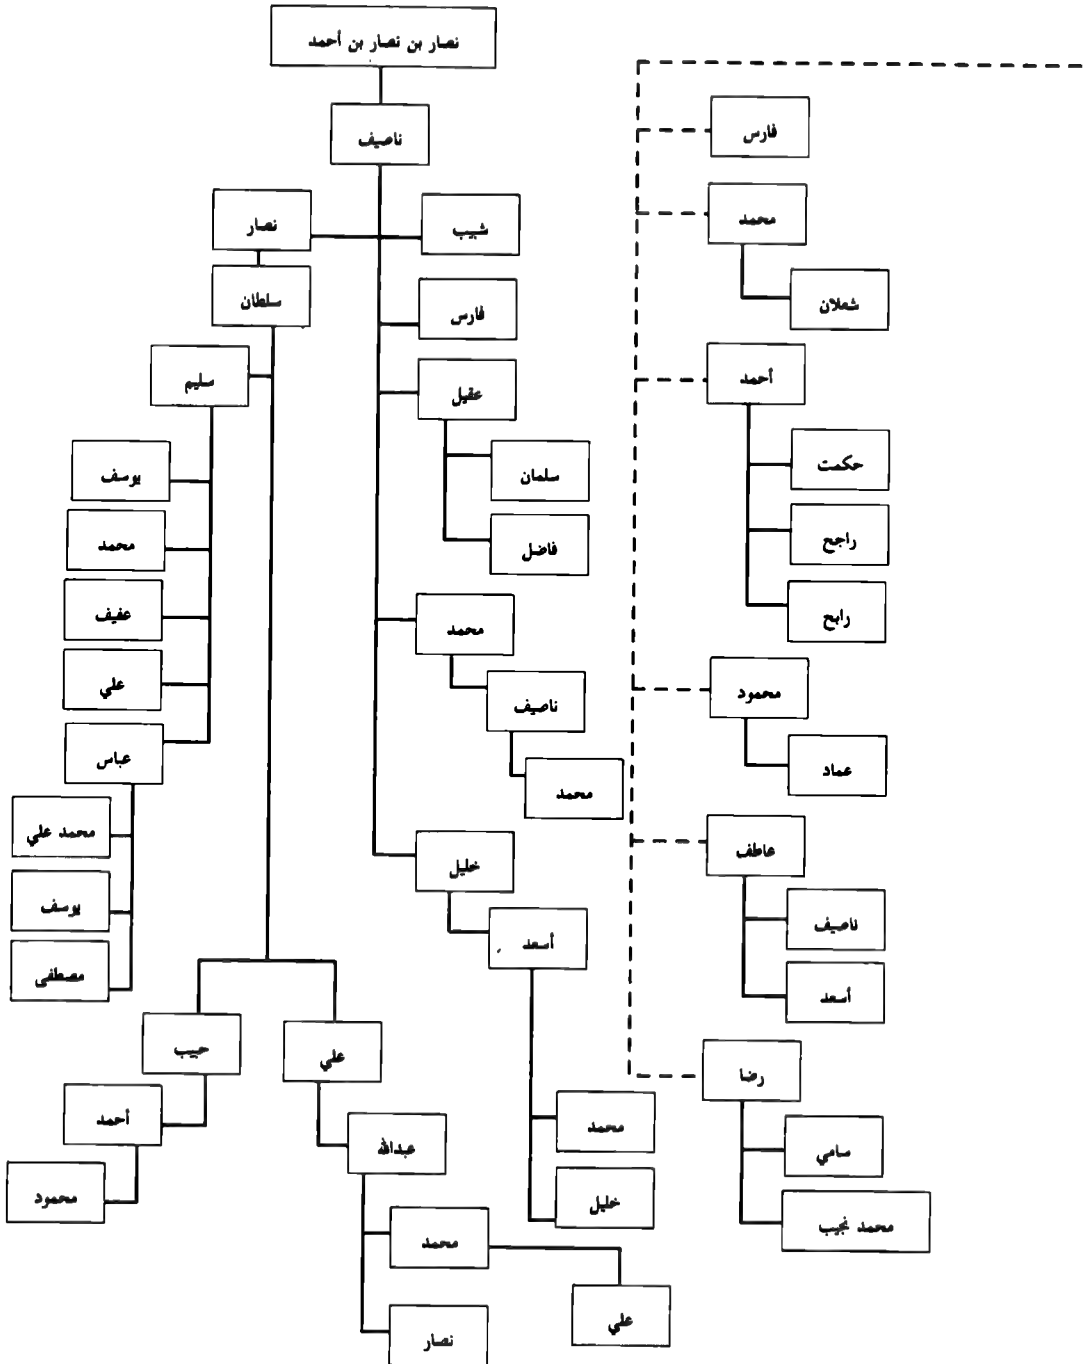 نصار بن نصار بن أحمد
ناصيف
نصار
شبيب
سلطان
فارس
سليم
عقيل
يوسف
سلمان
محمد
فاضل
عفيف
محمد
علي
ناصيف
عباس
محمد
محمد علي
خليل
يوسف
أسعد
مصطفى
حبيب
علي
أحمد
عبدالله
محمد
محمود
خليل
محمد
علي
نصار
فارس
محمد
شعلان
أحمد
حكمت
راجح
رابح
محمود
عماد
عاطف
ناصيف
أسعد
رضا
سامي
محمد نجيب